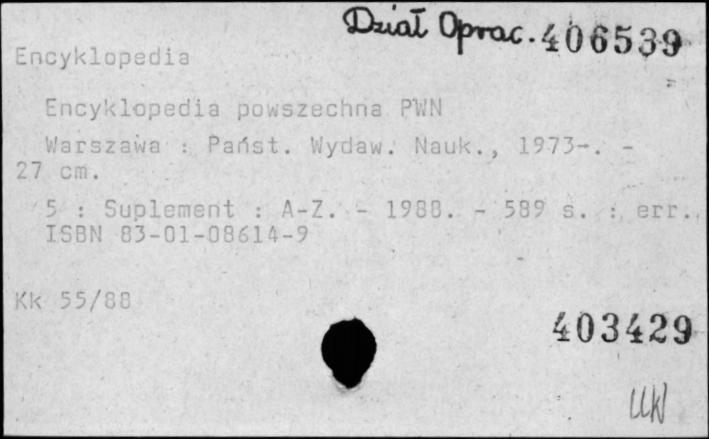 Dział Oprac. 406539
Encyklopedia
Encyklopedia powszechna PWN
Warszawa : Państ. Wydaw. Nauk., 1973-. -
27 cm.
5 : Suplement : A-Z. - 1988. - 589 s. : err.
ISBN 83-01-08614-9
Kk 55/88
403429
UW